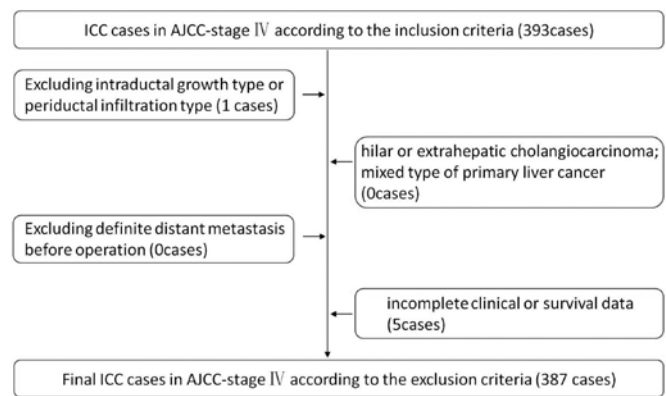 ICC cases in AJCC-stage Ⅳ according to the inclusion criteria (393cases)
Excluding intraductal growth type or
periductal infiltration type (1 cases)
hilar or extrahepatic cholangiocarcinoma;
mixed type of primary liver cancer
(0cases)
Excluding definite distant metastasis
before operation (0cases)
incomplete clinical or survival data
(5cases)
Final ICC cases in AJCC-stage Ⅳ according to the exclusion criteria (387 cases)